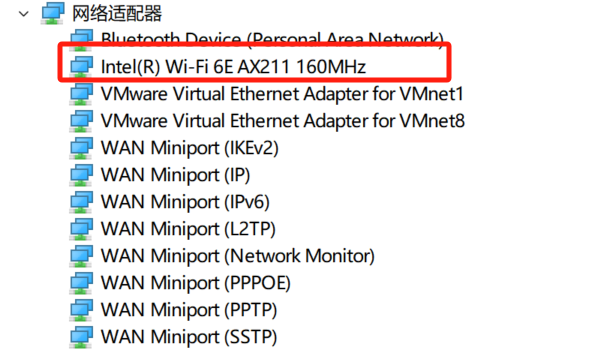 网络适配器
Bluetooth Device (Personal Area Network)
Intel(R) Wi-Fi 6E AX211 160MHz
VMware Virtual Ethernet Adapter for VMnet1
VMware Virtual Ethernet Adapter for VMnet8
WAN Miniport (IKEv2)
WAN Miniport (IP)
WAN Miniport (IPv6)
WAN Miniport (L2TP)
WAN Miniport (Network Monitor)
WAN Miniport (PPPOE)
WAN Miniport (PPTP)
WAN Miniport (SSTP)